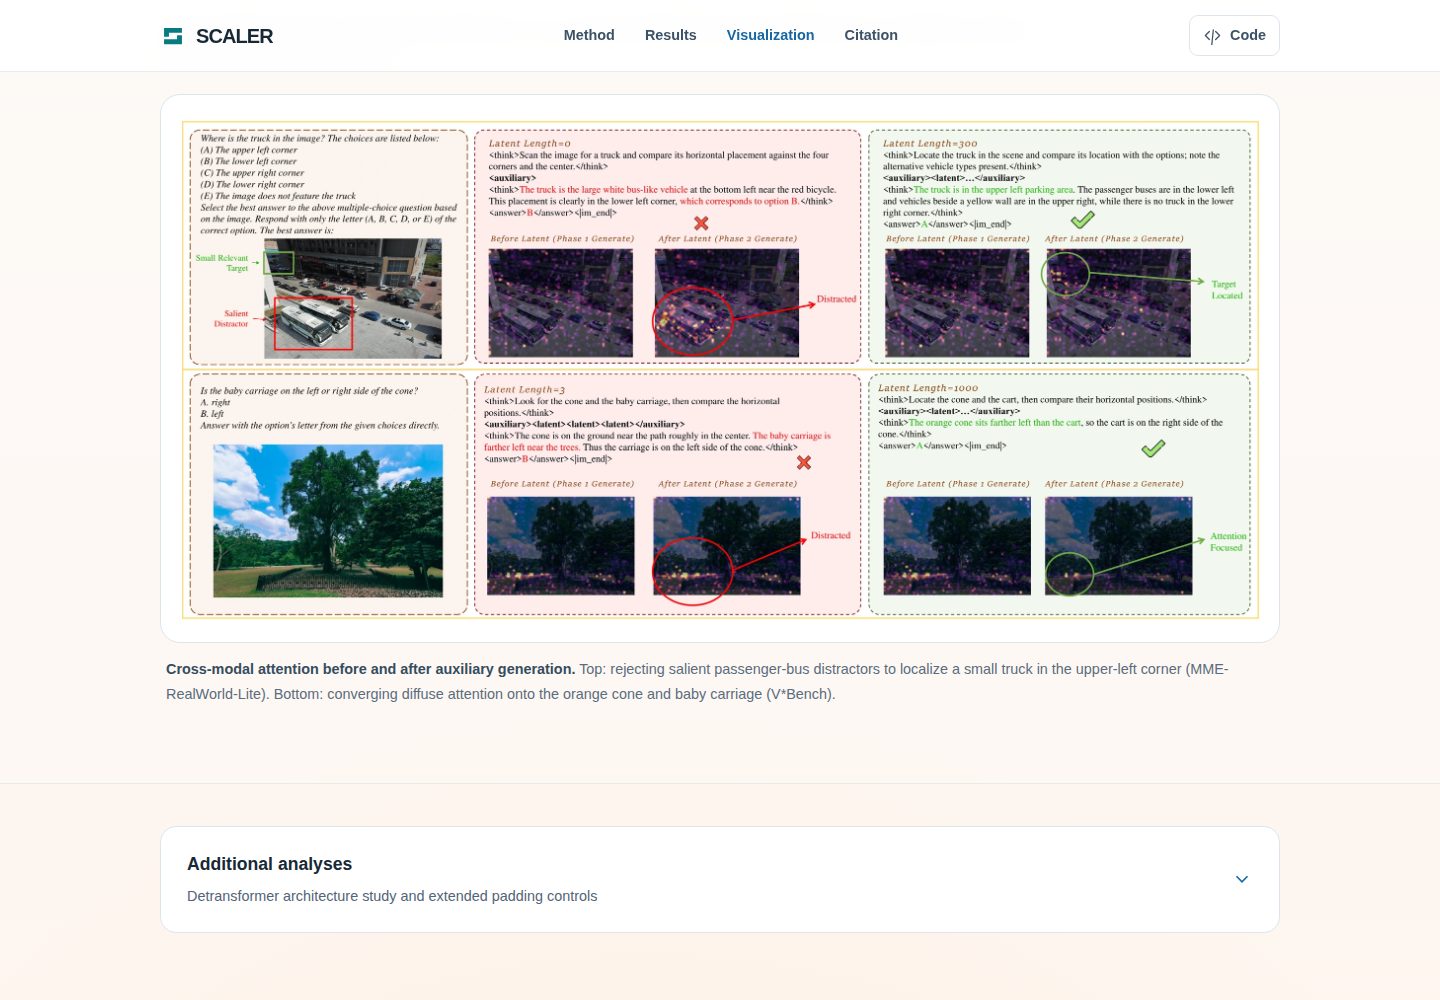 SCALER
Method
Results
Visualization
Citation
Code
Where is the truck in the image? The choices are listed below:
(A) The upper left corner
(B) The lower left corner
(C) The upper right corner
(D) The lower right corner
(E) The image does not feature the truck
Select the best answer to the above multiple-choice question based
on the image. Respond with only the letter (A, B, C, D, or E) of the
correct option. The best answer is:
Small Relevant
Target
Salient
Distractor
Latent Length=0
<think>Scan the image for a truck and compare its horizontal placement against the four
corners and the center.</think>
<auxiliary>
<think>The truck is the large white bus-like vehicle at the bottom left near the red bicycle.
This placement is clearly in the lower left corner, which corresponds to option B.</think>
<answer>B</answer><|im_end|>
Before Latent (Phase 1 Generate)
After Latent (Phase 2 Generate)
Distracted
Latent Length=300
<think>Locate the truck in the scene and compare its location with the options; note the
alternative vehicle types present.</think>
<auxiliary><latent>...</auxiliary>
<think>The truck is in the upper left parking area. The passenger buses are in the lower left
and vehicles beside a yellow wall are in the upper right, while there is no truck in the lower
right corner.</think>
<answer>A</answer><|im_end|>
Before Latent (Phase 1 Generate)
After Latent (Phase 2 Generate)
Target
Located
Is the baby carriage on the left or right side of the cone?
A. right
B. left
Answer with the option's letter from the given choices directly.
Latent Length=3
<think>Look for the cone and the baby carriage, then compare the horizontal
positions.</think>
<auxiliary><latent><latent><latent></auxiliary>
<think>The cone is on the ground near the path roughly in the center. The baby carriage is
farther left near the trees. Thus the carriage is on the left side of the cone.</think>
<answer>B</answer><|im_end|>
Before Latent (Phase 1 Generate)
After Latent (Phase 2 Generate)
Distracted
Latent Length=1000
<think>Locate the cone and the cart, then compare their horizontal positions.</think>
<auxiliary><latent>...</auxiliary>
<think>The orange cone sits farther left than the cart, so the cart is on the right side of the
cone.</think>
<answer>A</answer><|im_end|>
Before Latent (Phase 1 Generate)
After Latent (Phase 2 Generate)
Attention
Focused
Cross-modal attention before and after auxiliary generation. Top: rejecting salient passenger-bus distractors to localize a small truck in the upper-left corner (MME-
RealWorld-Lite). Bottom: converging diffuse attention onto the orange cone and baby carriage (V*Bench).
Additional analyses
Detransformer architecture study and extended padding controls